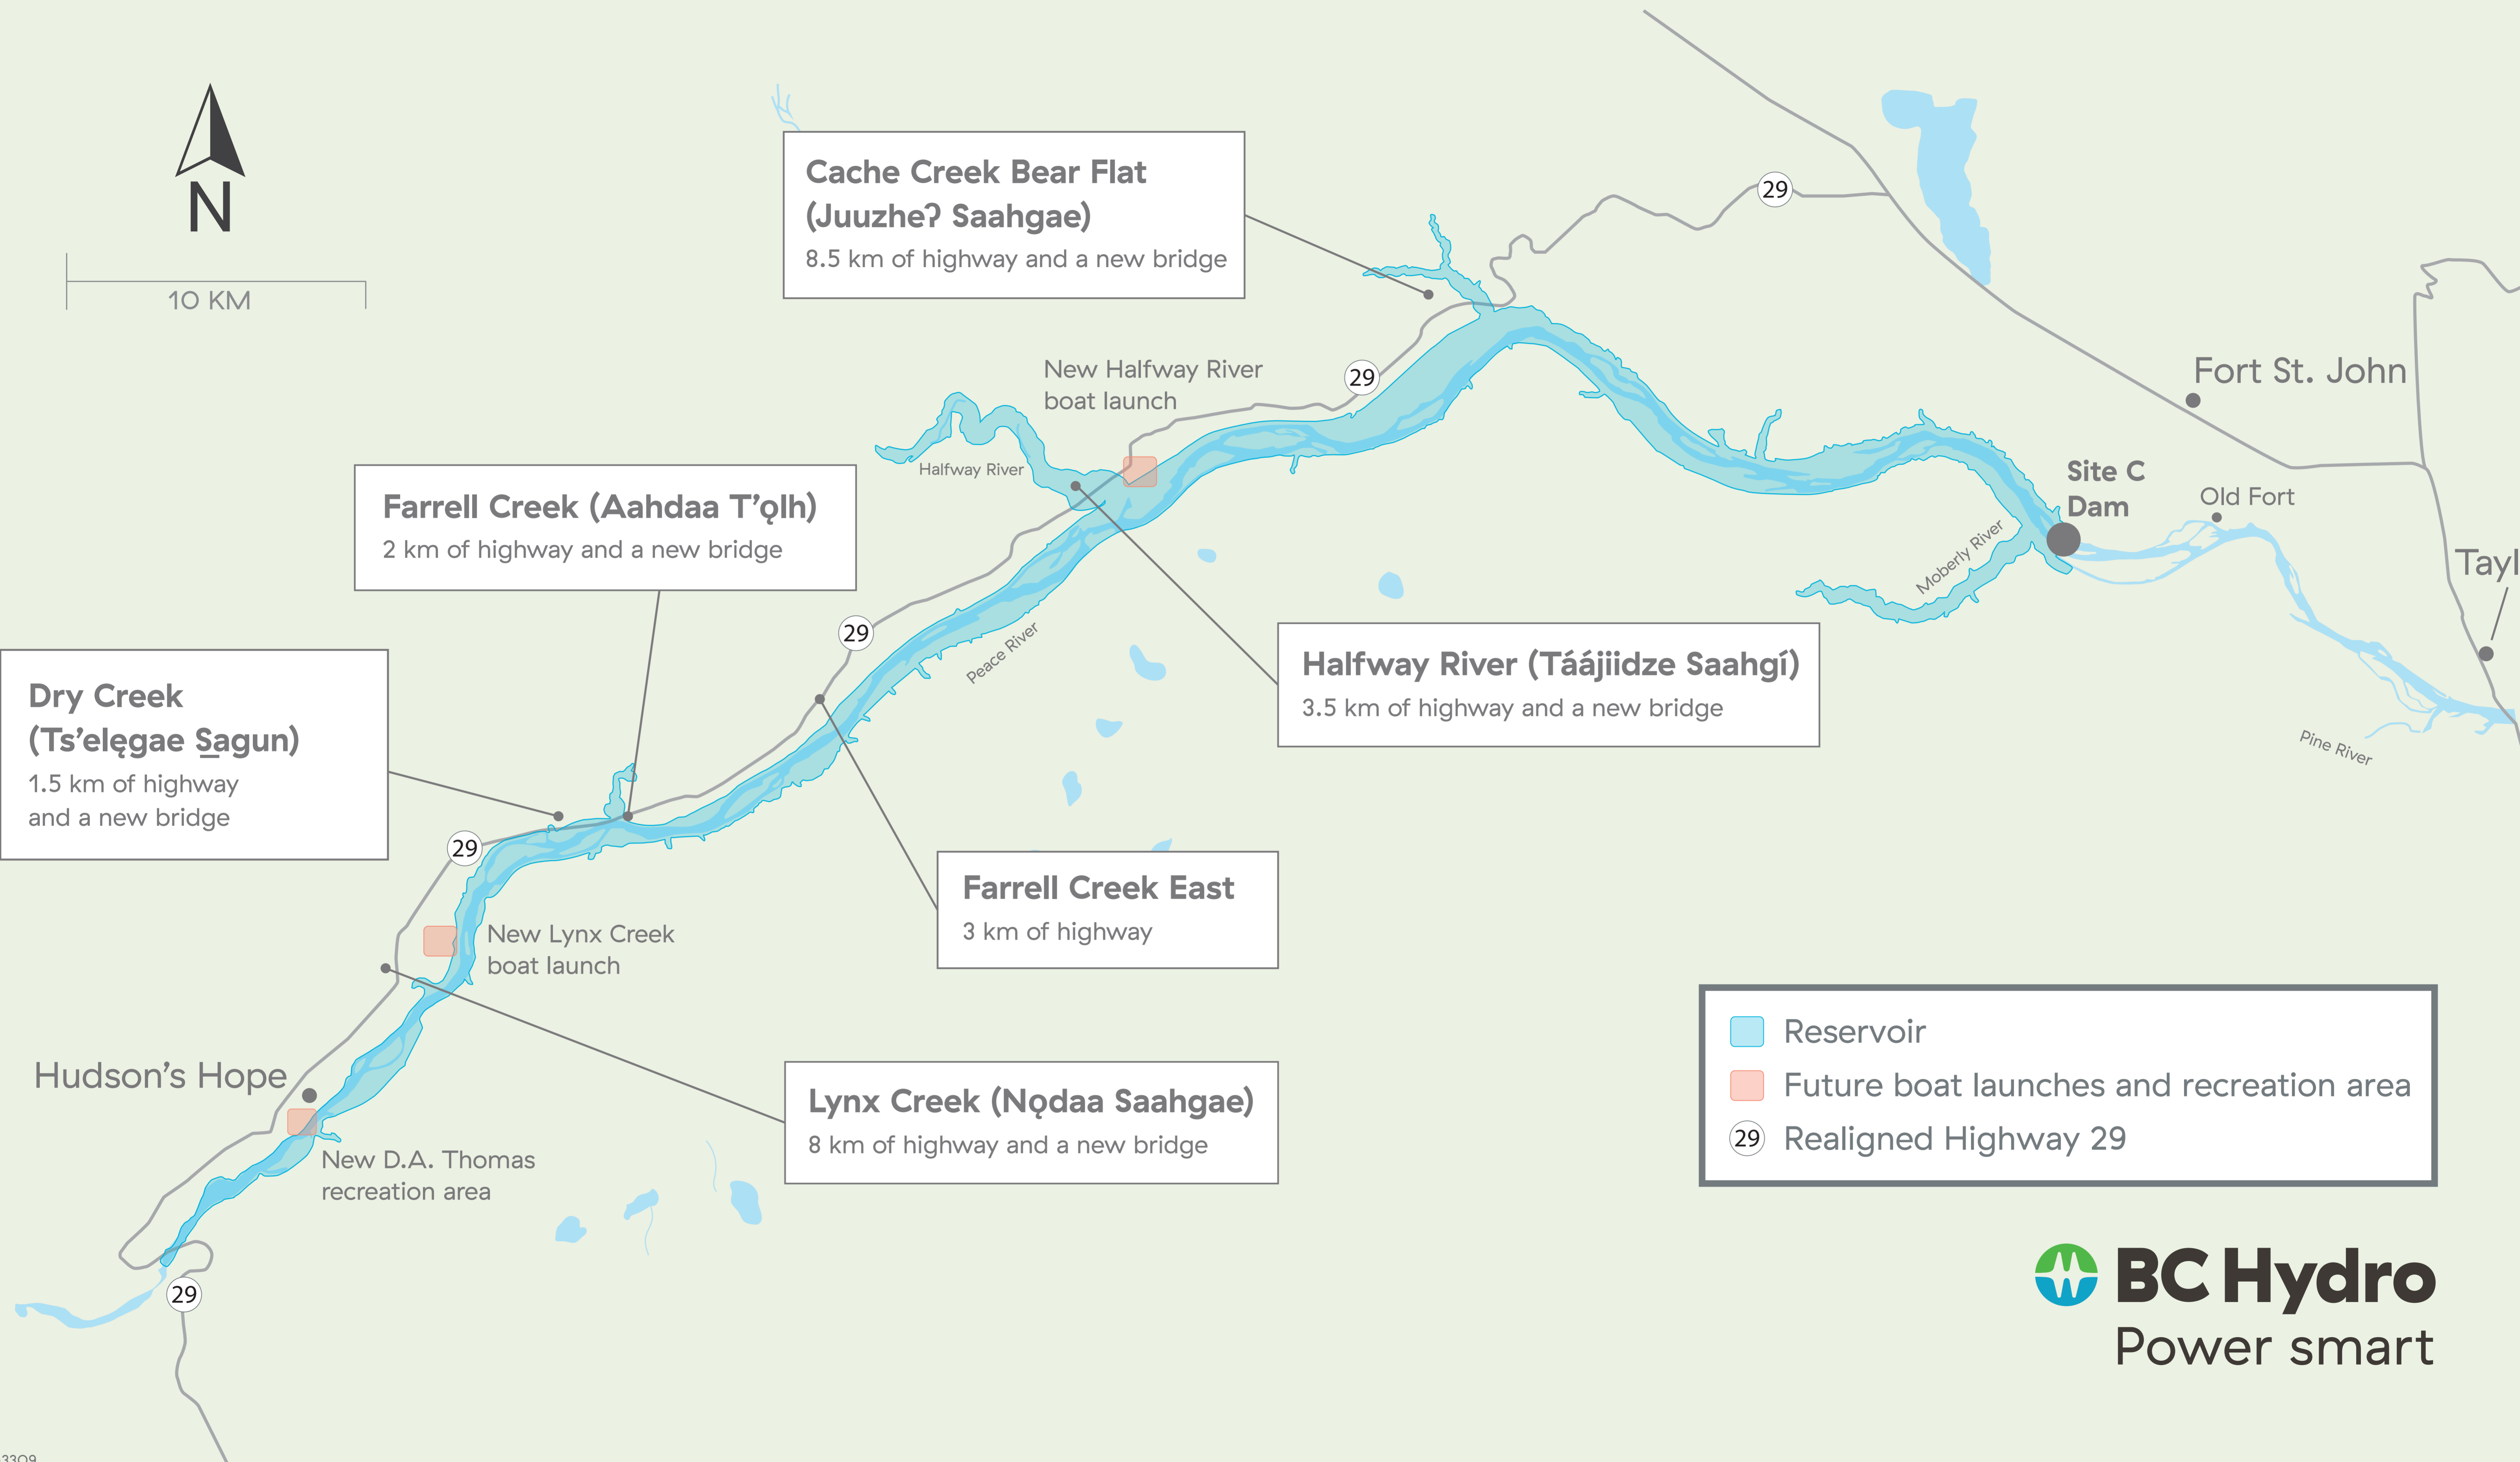 N
10 KM
Cache Creek Bear Flat
(Juuzheʔ Saahgae)
8.5 km of highway and a new bridge
29
Fort St. John
New Halfway River
boat launch
29
Halfway River
Site C
Dam
Old Fort
Moberly River
Tayl
Farrell Creek (Aahdaa T’ǫlh)
2 km of highway and a new bridge
29
Peace River
Halfway River (Táájiidze Saahgí)
3.5 km of highway and a new bridge
Pine River
Dry Creek
(Ts’elęgae S̲agun)
1.5 km of highway
and a new bridge
29
Farrell Creek East
3 km of highway
New Lynx Creek
boat launch
Hudson’s Hope
Lynx Creek (Nǫdaa Saahgae)
8 km of highway and a new bridge
New D.A. Thomas
recreation area
29
Reservoir
Future boat launches and recreation area
29 Realigned Highway 29
BC Hydro
Power smart